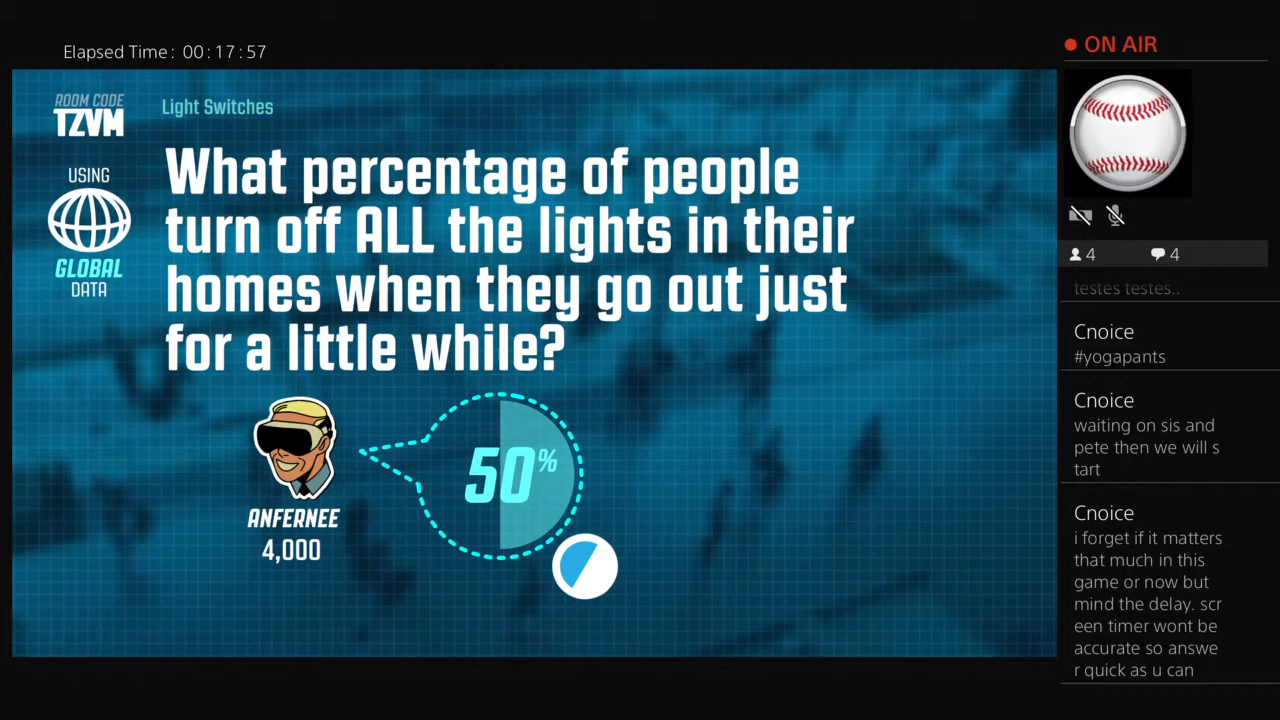 Elapsed Time: 00:17:57
ON AIR
ROOM CODE
TZVM
Light Switches
USING
GLOBAL
DATA
What percentage of people
turn off ALL the lights in their
homes when they go out just
for a little while?
50%
ANFERNEE
4,000
4
4
testes testes..
Cnoice
#yogapants
Cnoice
waiting on sis and
pete then we will s
tart
Cnoice
i forget if it matters
that much in this
game or now but
mind the delay. scr
een timer wont be
accurate so answe
r quick as u can